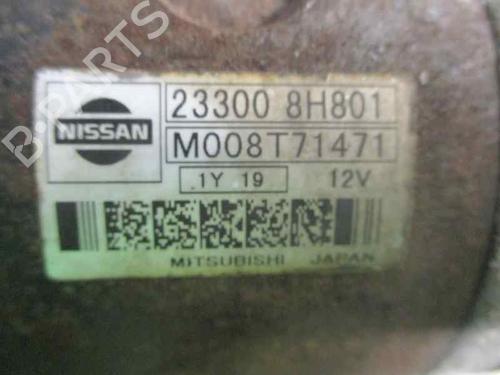 NISSAN
23300 8H801
M008T71471
1Y 19 12V
MITSUBISHI JAPAN
B-PARTS